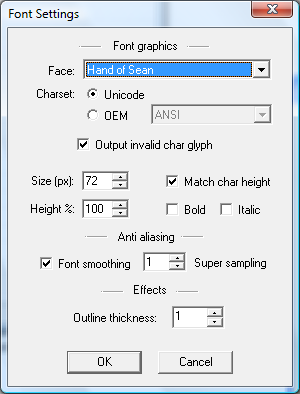 Font Settings
Font graphics
Face: Hand of Sean
Charset: Unicode
OEM ANSI
Output invalid char glyph
Size (px): 72 Match char height
Height %: 100 Bold Italic
Anti aliasing
Font smoothing 1 Super sampling
Effects
Outline thickness: 1
OK Cancel